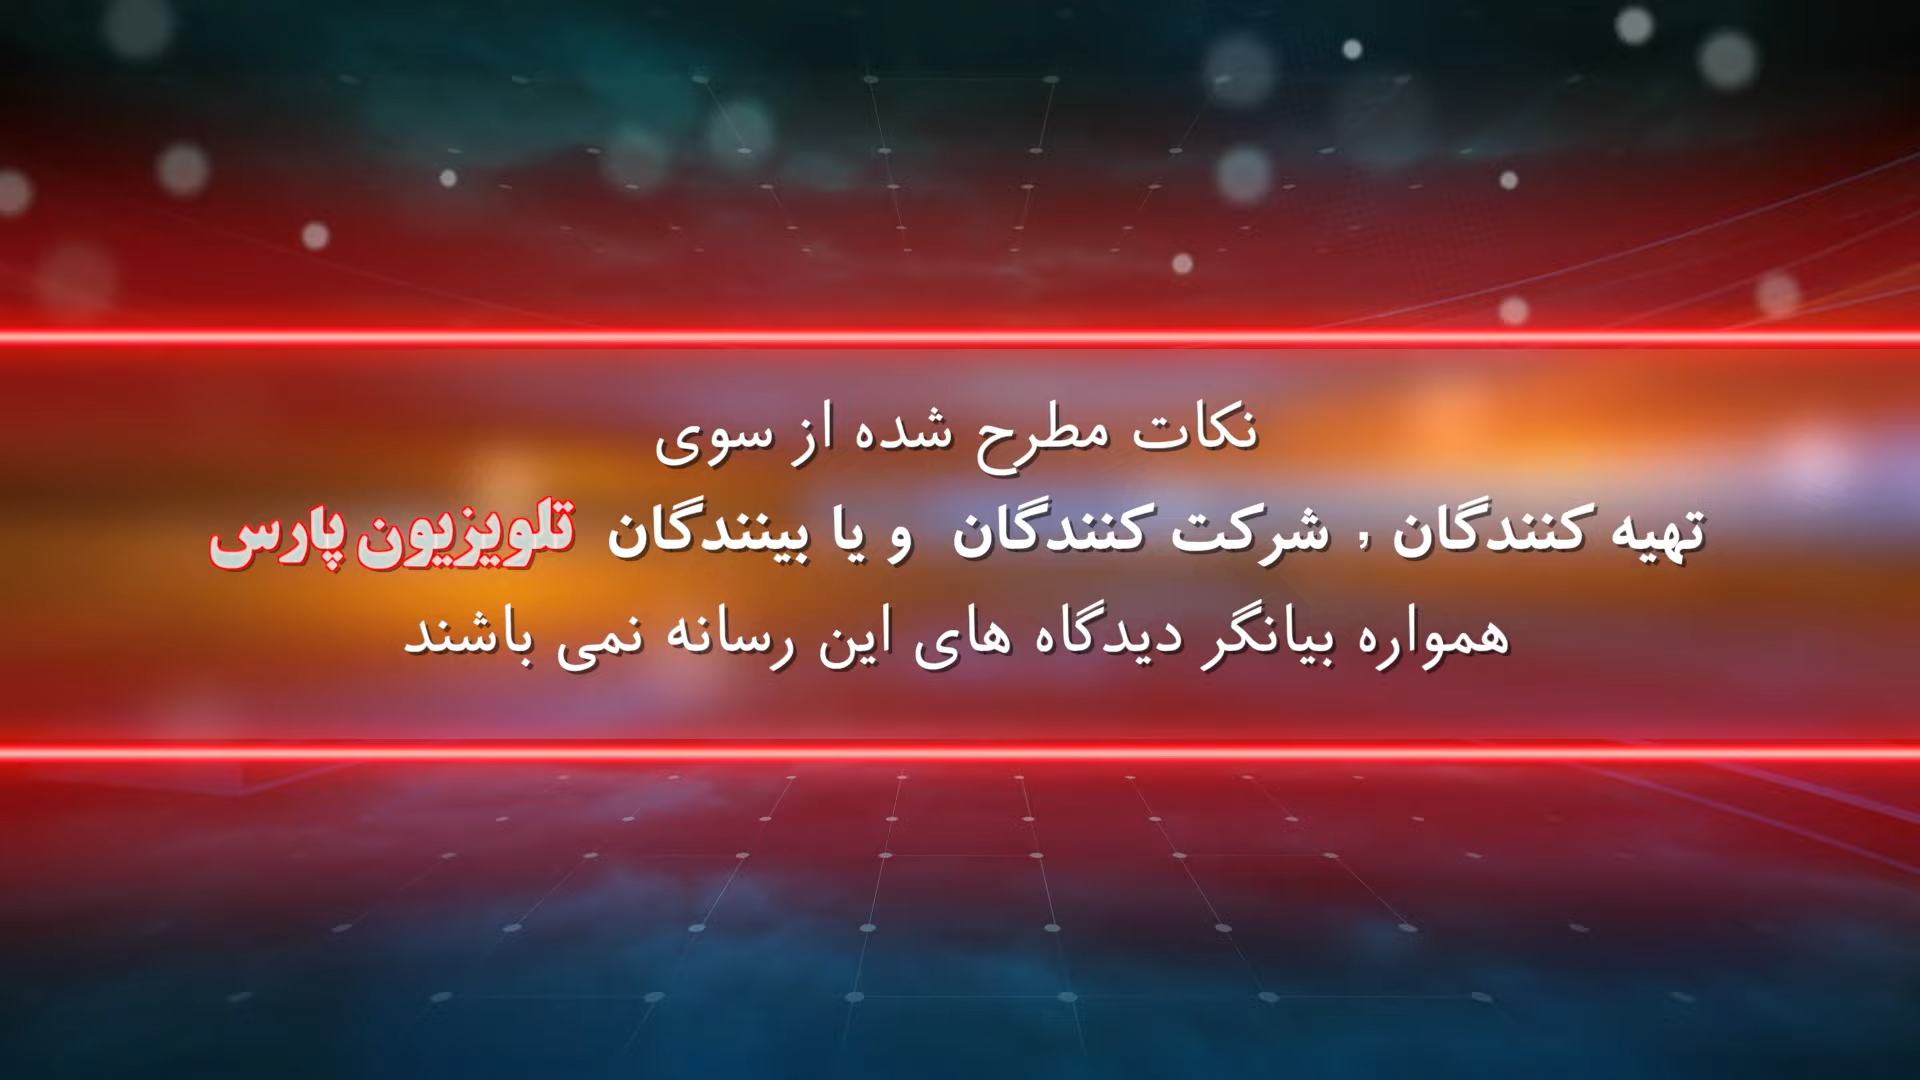 نکات مطرح شده از سوی
تهیه کنندگان , شرکت کنندگان و یا بینندگان تلویزیون پارس
همواره بیانگر دیدگاه های این رسانه نمی باشند